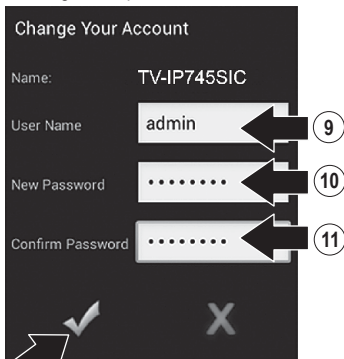 Change Your Account
Name: TV-IP745SIC
User Name admin 9
New Password •••••••• 10
Confirm Password •••••••• 11
X